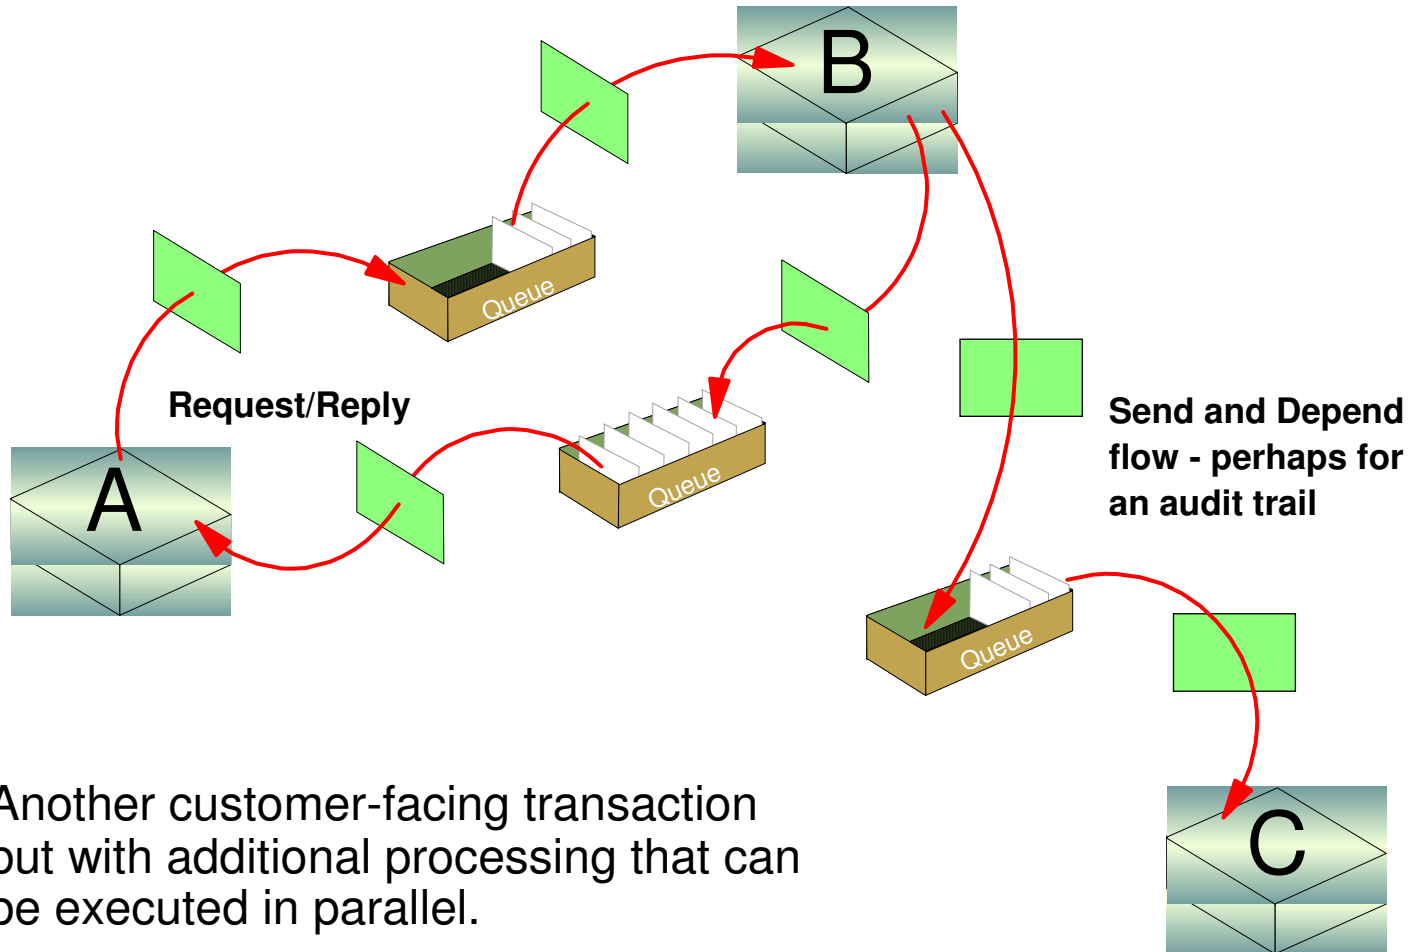 B
Queue
Request/Reply
Send and Depend
flow - perhaps for
an audit trail
A
Queue
Queue
Another customer-facing transaction
but with additional processing that can
be executed in parallel.
C